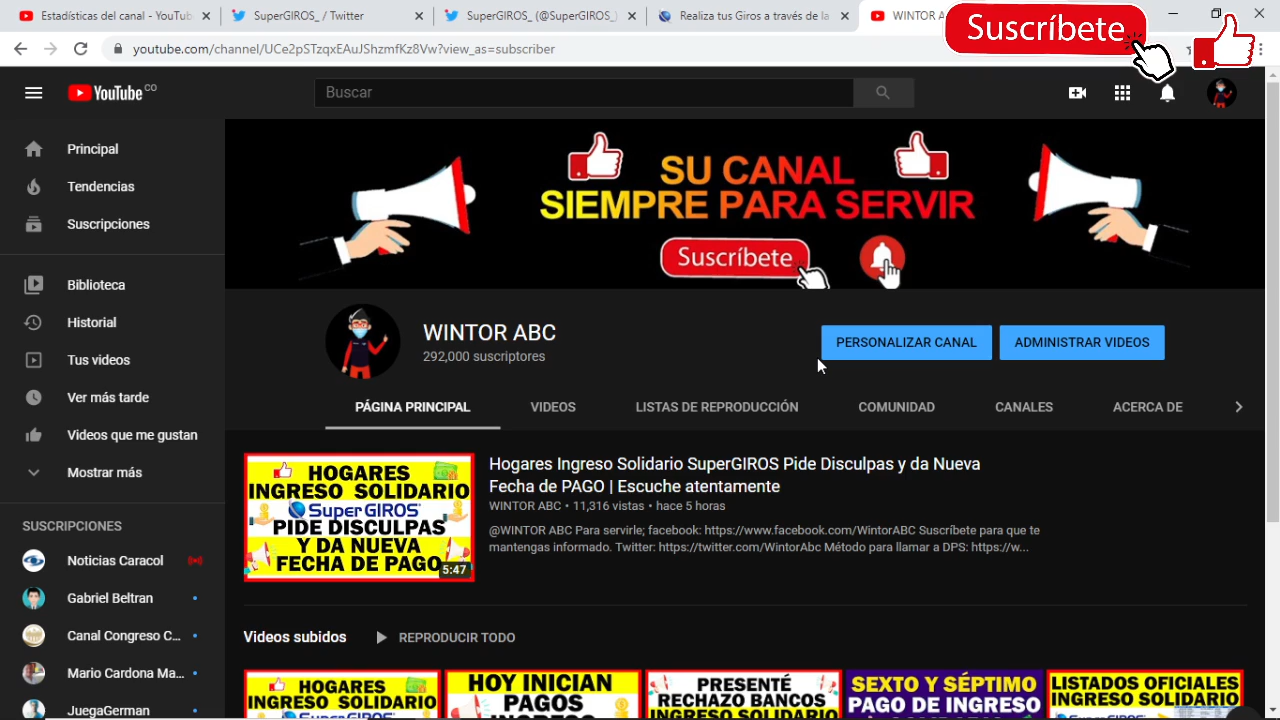 Estadísticas del canal - YouTub
SuperGIROS_ / Twitter
SuperGIROS_ (@SuperGIROS_)
Realiza tus Giros a través de la
WINTOR A
Suscríbete
youtube.com/channel/UCe2pSTzqxEAuJShzmfKz8Vw?view_as=subscriber
YouTube CO
Buscar
Principal
Tendencias
Suscripciones
Biblioteca
Historial
Tus videos
Ver más tarde
Videos que me gustan
Mostrar más
SUSCRIPCIONES
Noticias Caracol
Gabriel Beltran
Canal Congreso C...
Mario Cardona Ma...
JuegaGerman
SU CANAL
SIEMPRE PARA SERVIR
Suscríbete
WINTOR ABC
292,000 suscriptores
PERSONALIZAR CANAL
ADMINISTRAR VIDEOS
PÁGINA PRINCIPAL
VIDEOS
LISTAS DE REPRODUCCIÓN
COMUNIDAD
CANALES
ACERCA DE
HOGARES
INGRESO SOLIDARIO
SuperGIROS
PIDE DISCULPAS
Y DA NUEVA
FECHA DE PAGO
5:47
Hogares Ingreso Solidario SuperGIROS Pide Disculpas y da Nueva
Fecha de PAGO | Escuche atentamente
WINTOR ABC • 11,316 vistas • hace 5 horas
@WINTOR ABC Para servirle; facebook: https://www.facebook.com/WintorABC Suscríbete para que te
mantengas informado. Twitter: https://twitter.com/WintorAbc Método para llamar a DPS: https://w...
Videos subidos
REPRODUCIR TODO
HOGARES
INGRESO SOLIDARIO
SuperGIROS
HOY INICIAN
PAGOS
INGRESO
PRESENTÉ
RECHAZO BANCOS
INGRESO SOLIDARIO
SEXTO Y SÉPTIMO
PAGO DE INGRESO
LISTADOS OFICIALES
INGRESO SOLIDARIO